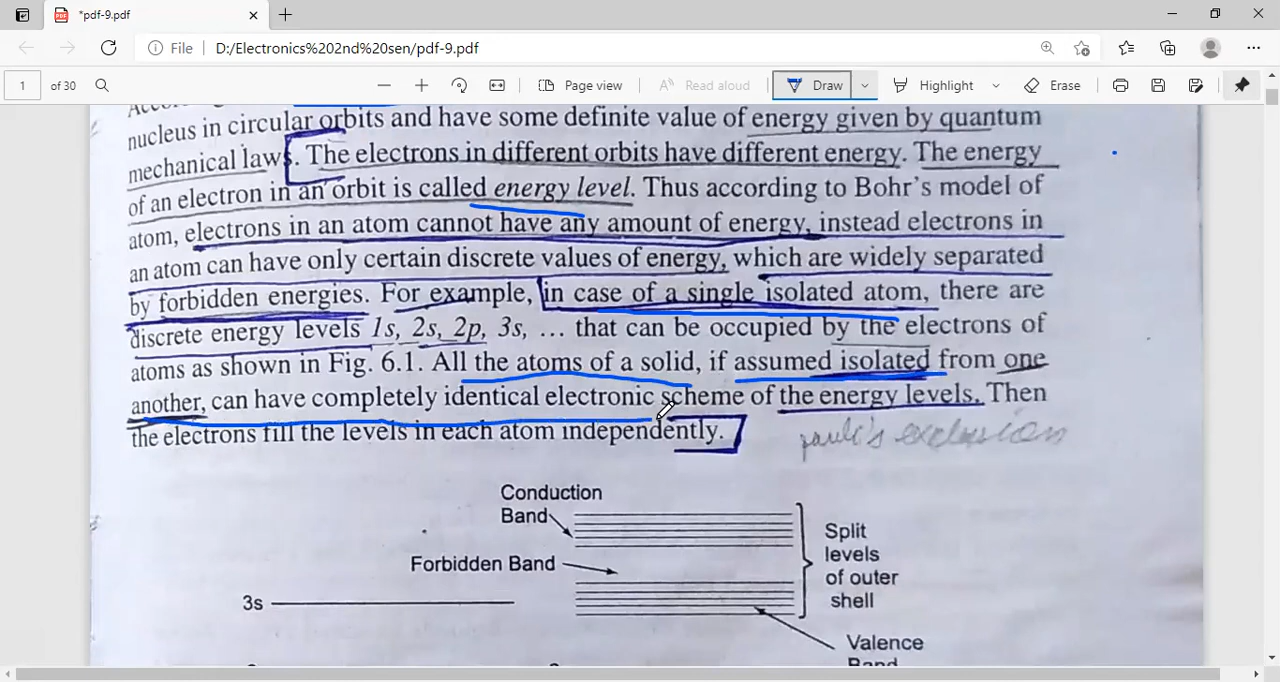 *pdf-9.pdf
File | D:/Electronics%202nd%20sen/pdf-9.pdf
1 of 30 Page view Read aloud Draw Highlight Erase
nucleus in circular orbits and have some definite value of energy given by quantum
mechanical laws. The electrons in different orbits have different energy. The energy
of an electron in an orbit is called energy level. Thus according to Bohr's model of
atom, electrons in an atom cannot have any amount of energy, instead electrons in
an atom can have only certain discrete values of energy, which are widely separated
by forbidden energies. For example, in case of a single isolated atom, there are
discrete energy levels 1s, 2s, 2p, 3s, ... that can be occupied by the electrons of
atoms as shown in Fig. 6.1. All the atoms of a solid, if assumed isolated from one
another, can have completely identical electronic scheme of the energy levels. Then
the electrons fill the levels in each atom independently.
pauli's exclusion
Conduction
Band
Forbidden Band
Split
levels
of outer
shell
3s
Valence
Band